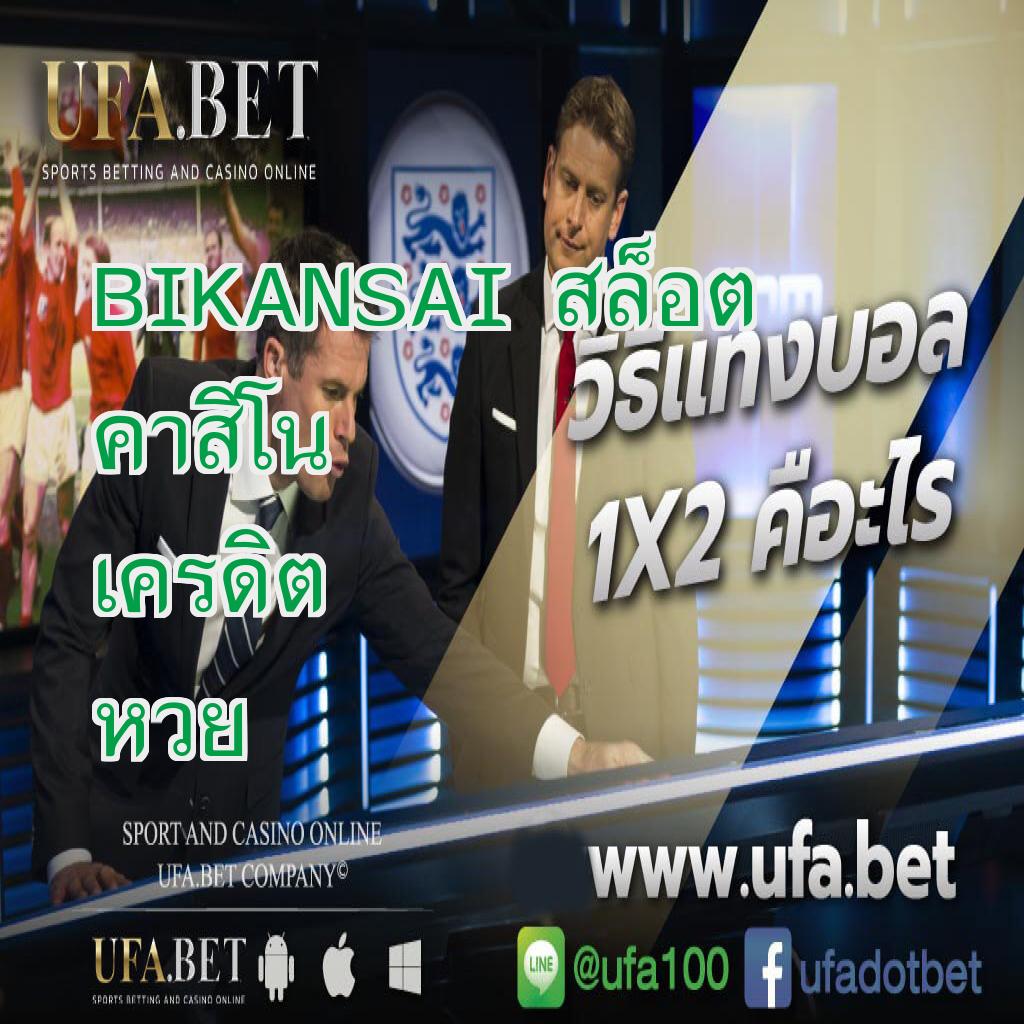 UFA.BET
SPORTS BETTING AND CASINO ONLINE
BIKANSAI สล็อต
คาสิโน
เครดิต
หวย
วิธีแทงบอล
1X2 คืออะไร
SPORT AND CASINO ONLINE
UFA.BET COMPANY©
www.ufa.bet
UFA.BET
SPORTS BETTING AND CASINO ONLINE
LINE @ufa100 f ufadotbet